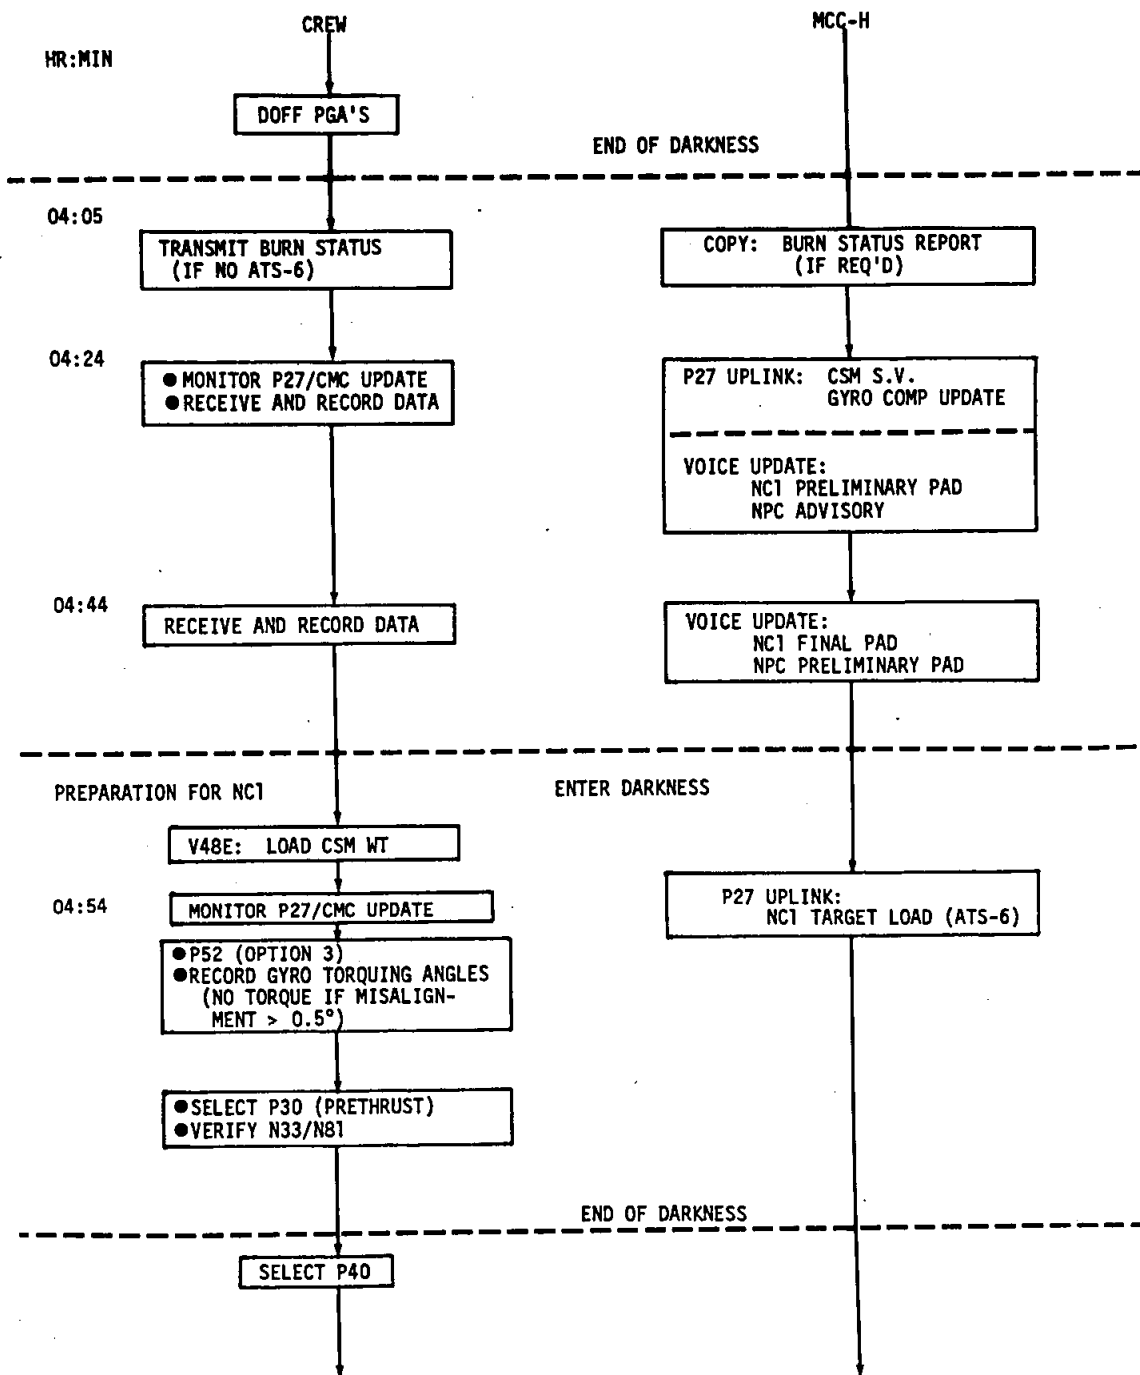 CREW
MCC-H
HR:MIN
DOFF PGA'S
END OF DARKNESS
04:05
TRANSMIT BURN STATUS
(IF NO ATS-6)
COPY: BURN STATUS REPORT
(IF REQ'D)
04:24
●MONITOR P27/CMC UPDATE
●RECEIVE AND RECORD DATA
P27 UPLINK: CSM S.V.
GYRO COMP UPDATE
VOICE UPDATE:
NC1 PRELIMINARY PAD
NPC ADVISORY
04:44
RECEIVE AND RECORD DATA
VOICE UPDATE:
NC1 FINAL PAD
NPC PRELIMINARY PAD
PREPARATION FOR NC1
ENTER DARKNESS
V48E: LOAD CSM WT
04:54
MONITOR P27/CMC UPDATE
P27 UPLINK:
NC1 TARGET LOAD (ATS-6)
●P52 (OPTION 3)
●RECORD GYRO TORQUING ANGLES
(NO TORQUE IF MISALIGN-
MENT > 0.5°)
●SELECT P30 (PRETHRUST)
●VERIFY N33/N81
END OF DARKNESS
SELECT P40